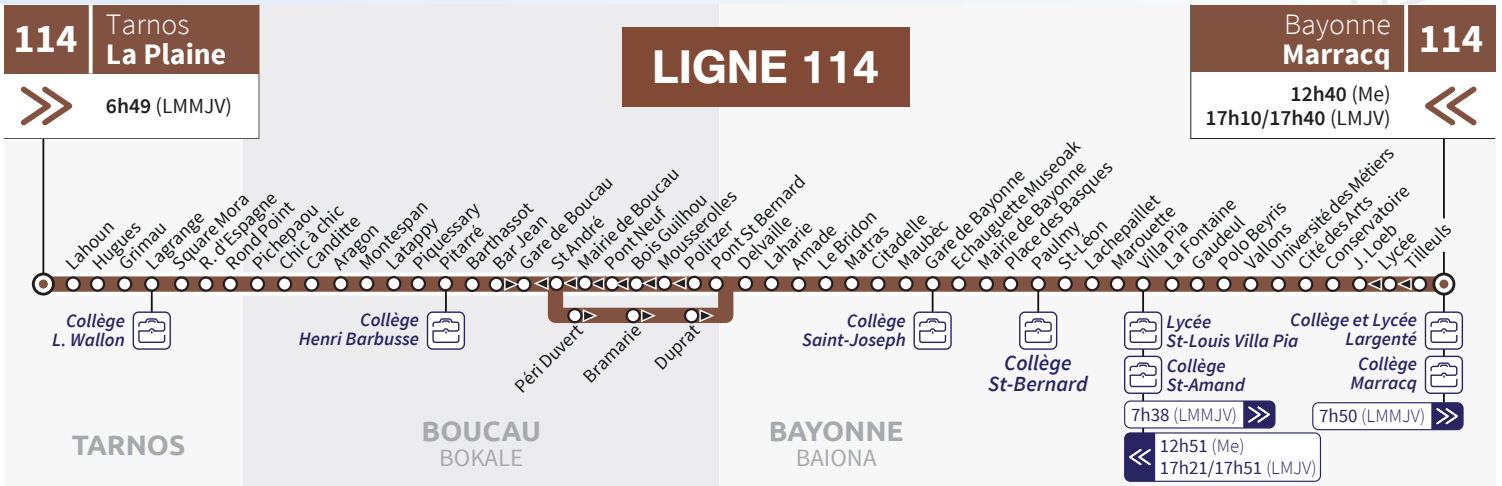 114
Tarnos
La Plaine
6h49 (LMMJV)
LIGNE 114
Bayonne
Marracq
114
12h40 (Me)
17h10/17h40 (LMJV)
Lahoun
Hugues
Grimau
Lagrange
Square Mora
R. d'Espagne
Rond Point
Pichepaou
Chic à chic
Canditte
Aragon
Montespan
Latappy
Piquessary
Pitarré
Barthassot
Bar Jean
Gare de Boucau
St André
Mairie de Boucau
Pont Neuf
Bois Guilhou
Mousserolles
Politzer
Pont St Bernard
Delvaille
Laharie
Amade
Le Bridon
Matras
Citadelle
Maubèc
Gare de Bayonne
Echauguette Museoak
Mairie de Bayonne
Place des Basques
Paulmy
St-Léon
Lachepaillet
Marouette
Villa Pia
La Fontaine
Gaudeul
Polo Beyris
Vallons
Université des Métiers
Cité des Arts
Conservatoire
J. Loeb
Lycée
Tilleuls
Péri Duvert
Bramarie
Duprat
Collège
L. Wallon
Collège
Henri Barbusse
Collège
Saint-Joseph
Collège
St-Bernard
Lycée
St-Louis Villa Pia
Collège
St-Amand
7h38 (LMMJV)
12h51 (Me)
17h21/17h51 (LMJV)
Collège et Lycée
Largenté
Collège
Marracq
7h50 (LMMJV)
TARNOS
BOUCAU
BOKALE
BAYONNE
BAIONA